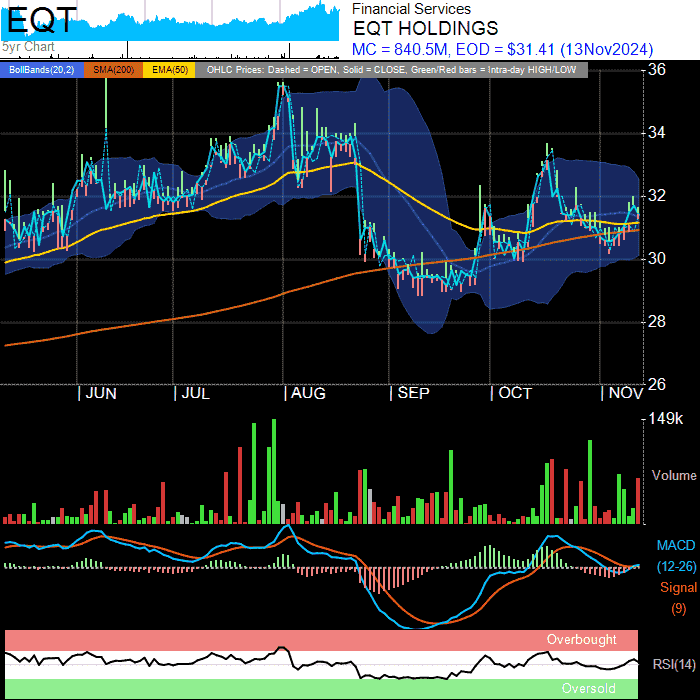 EQT
5yr Chart
Financial Services
EQT HOLDINGS
MC = 840.5M, EOD = $31.41 (13Nov2024)
BollBands(20,2) SMA(200) EMA(50) OHLC Prices: Dashed = OPEN, Solid = CLOSE, Green/Red bars = Intra-day HIGH/LOW
36
34
32
30
28
26
| JUN | JUL | AUG | SEP | OCT | NOV
149k
Volume
MACD
(12-26)
Signal
(9)
Overbought
RSI(14)
Oversold